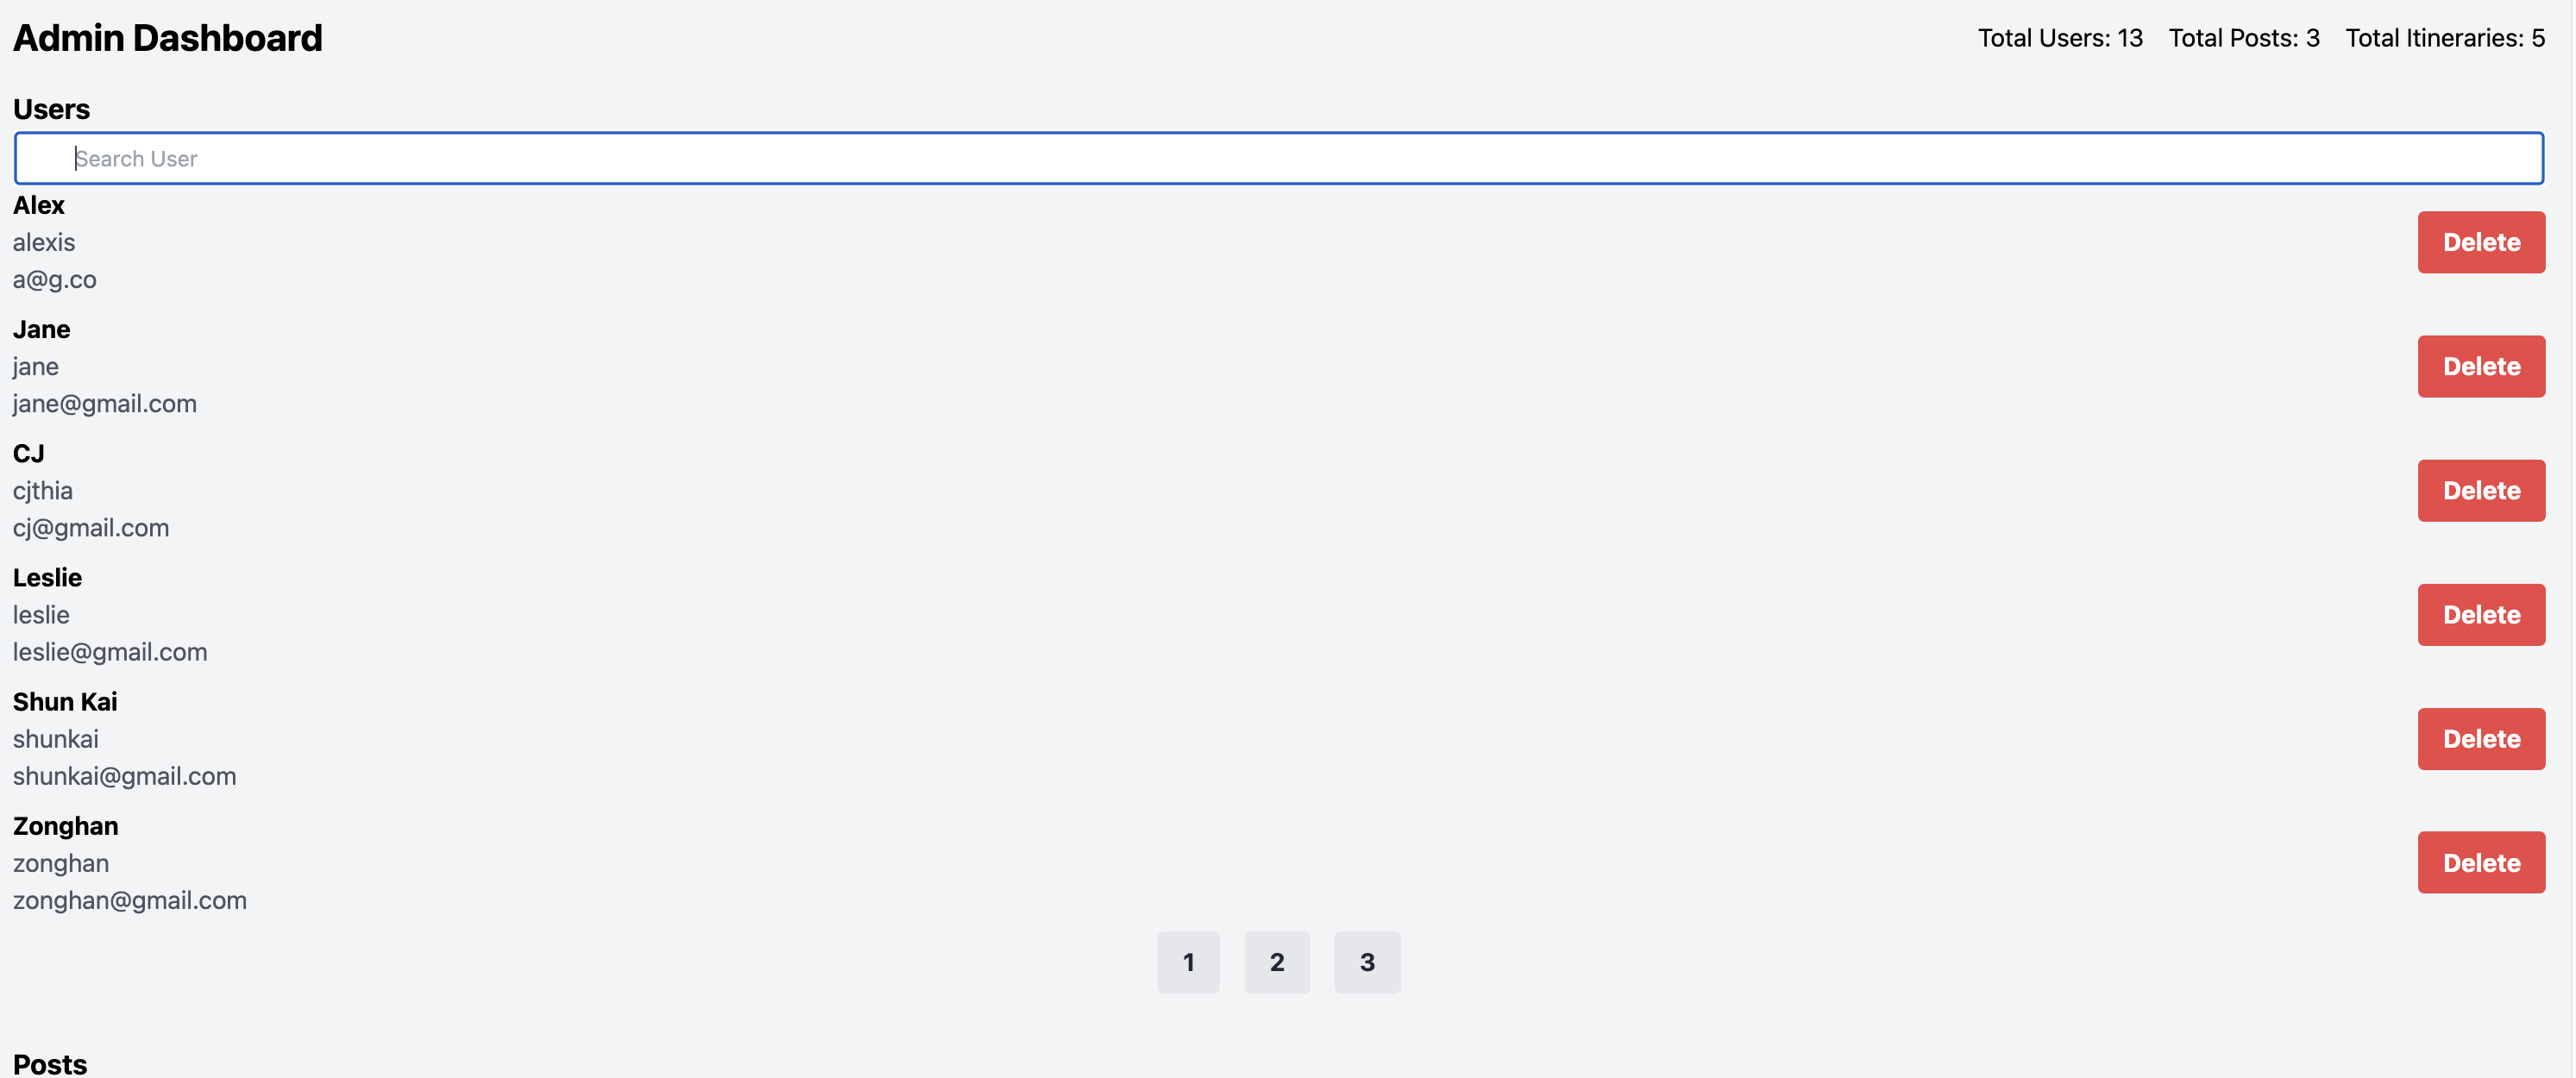 Admin Dashboard
Total Users: 13 Total Posts: 3 Total Itineraries: 5
Users
Search User
Alex
alexis
a@g.co
Delete
Jane
jane
jane@gmail.com
Delete
CJ
cjthia
cj@gmail.com
Delete
Leslie
leslie
leslie@gmail.com
Delete
Shun Kai
shunkai
shunkai@gmail.com
Delete
Zonghan
zonghan
zonghan@gmail.com
Delete
1 2 3
Posts